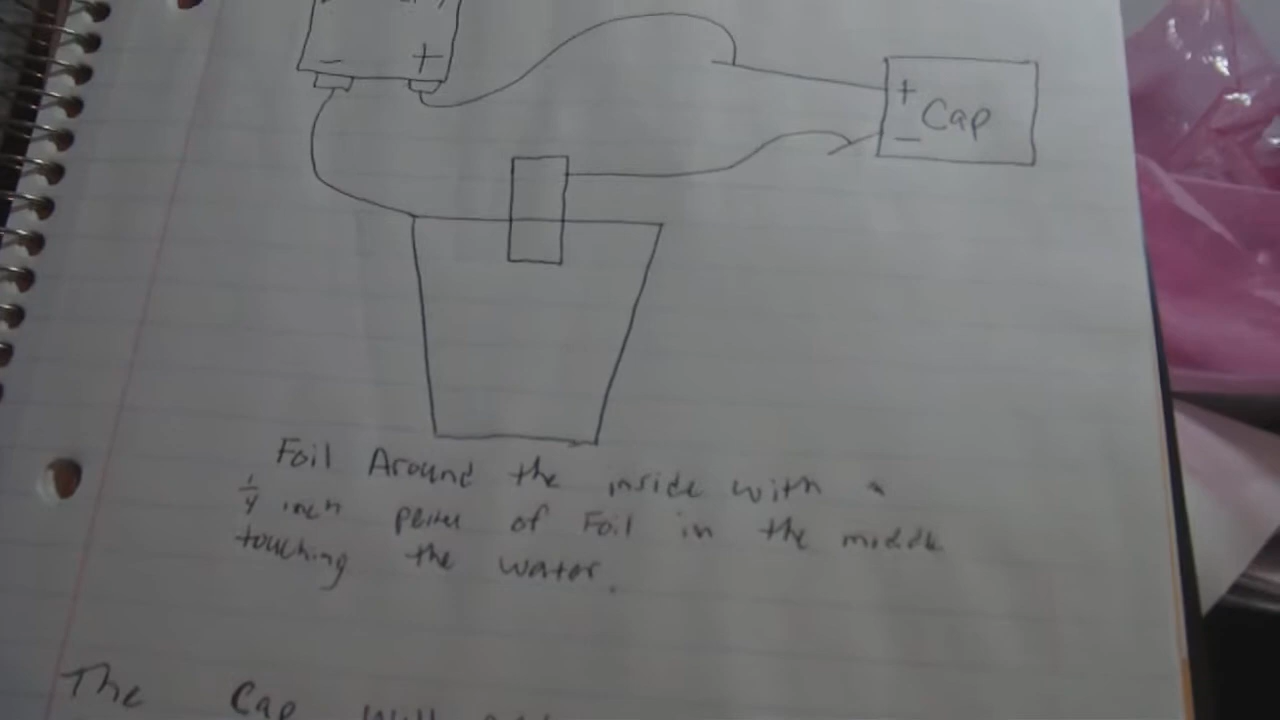 - +
+ Cap
-
Foil Around the inside with a
1/4 inch of Foil in the middle
touching the water.
The Cap will